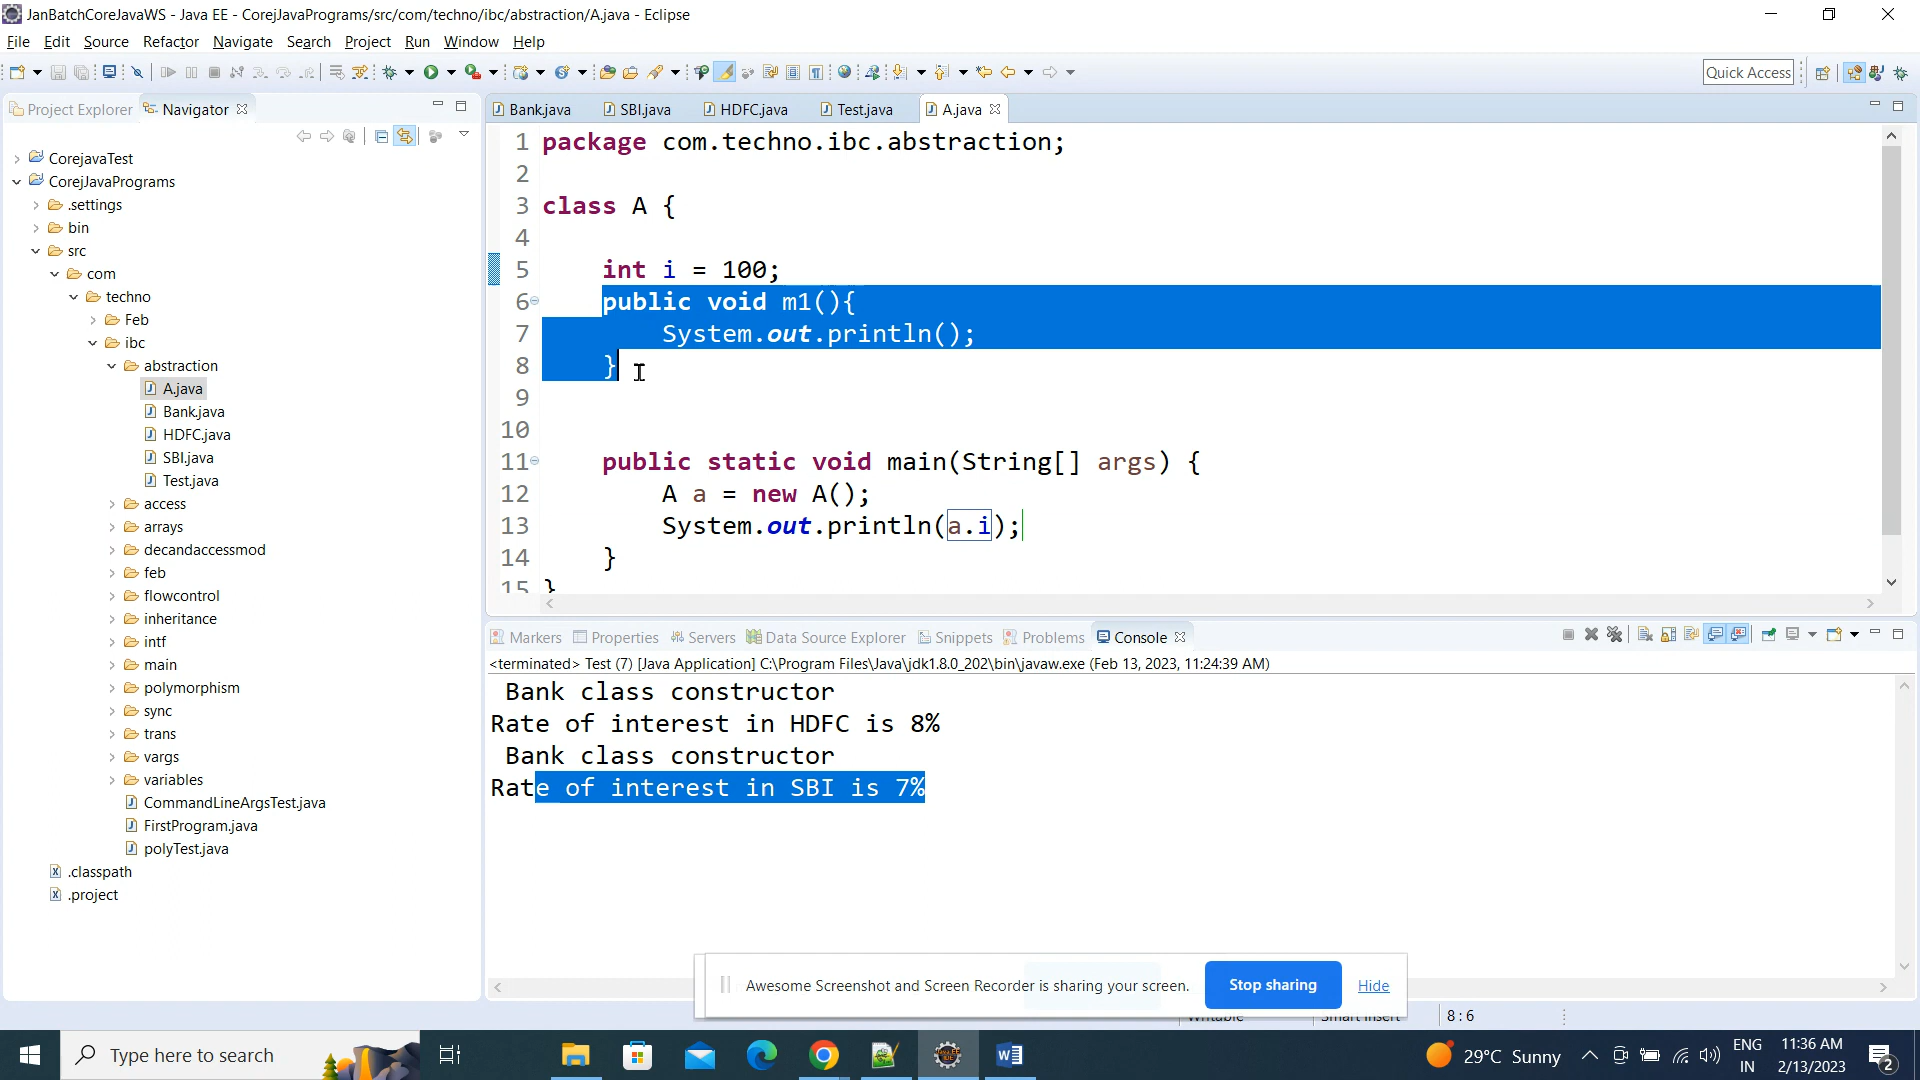 JanBatchCoreJavaWS - Java EE - CorejJavaPrograms/src/com/techno/ibc/abstraction/A.java - Eclipse
File Edit Source Refactor Navigate Search Project Run Window Help
Quick Access
Project Explorer Navigator
Bank.java SBI.java HDFC.java Test.java A.java
CorejavaTest
CorejJavaPrograms
.settings
bin
src
com
techno
Feb
ibc
abstraction
A.java
Bank.java
HDFC.java
SBI.java
Test.java
access
arrays
decandaccessmod
feb
flowcontrol
inheritance
intf
main
polymorphism
sync
trans
vargs
variables
CommandLineArgsTest.java
FirstProgram.java
polyTest.java
.classpath
.project
1 package com.techno.ibc.abstraction;
2
3 class A {
4
5 int i = 100;
6 public void m1(){
7 System.out.println();
8 }
9
10
11 public static void main(String[] args) {
12 A a = new A();
13 System.out.println(a.i);
14 }
15 }
Markers Properties Servers Data Source Explorer Snippets Problems Console
<terminated> Test (7) [Java Application] C:\Program Files\Java\jdk1.8.0_202\bin\javaw.exe (Feb 13, 2023, 11:24:39 AM)
Bank class constructor
Rate of interest in HDFC is 8%
Bank class constructor
Rate of interest in SBI is 7%
Awesome Screenshot and Screen Recorder is sharing your screen. Stop sharing Hide
Writable Smart Insert 8 : 6
Type here to search
29°C Sunny
ENG
IN
11:36 AM
2/13/2023
2